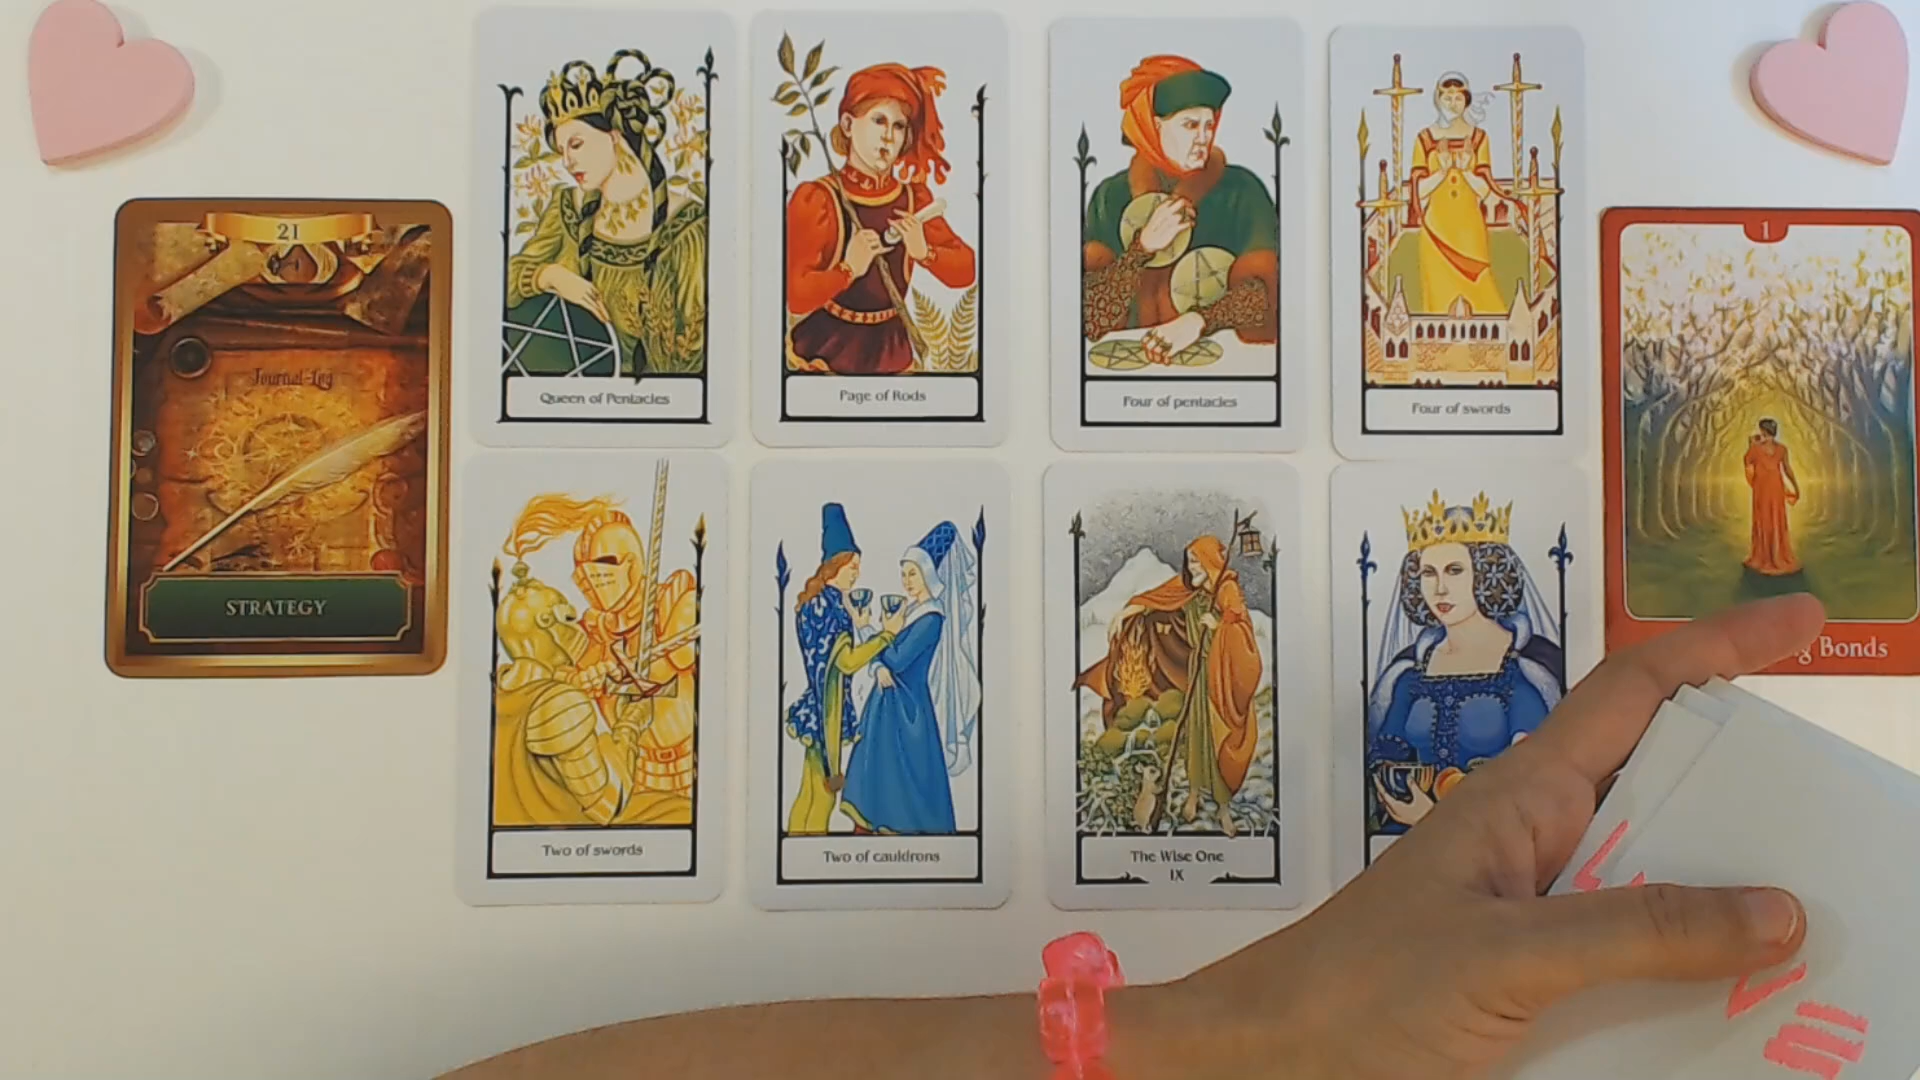 21
Journal-Log
STRATEGY
Queen of Pentacles
Page of Rods
Four of pentacles
Four of swords
Two of swords
Two of cauldrons
The Wise One
IX
1
g Bonds